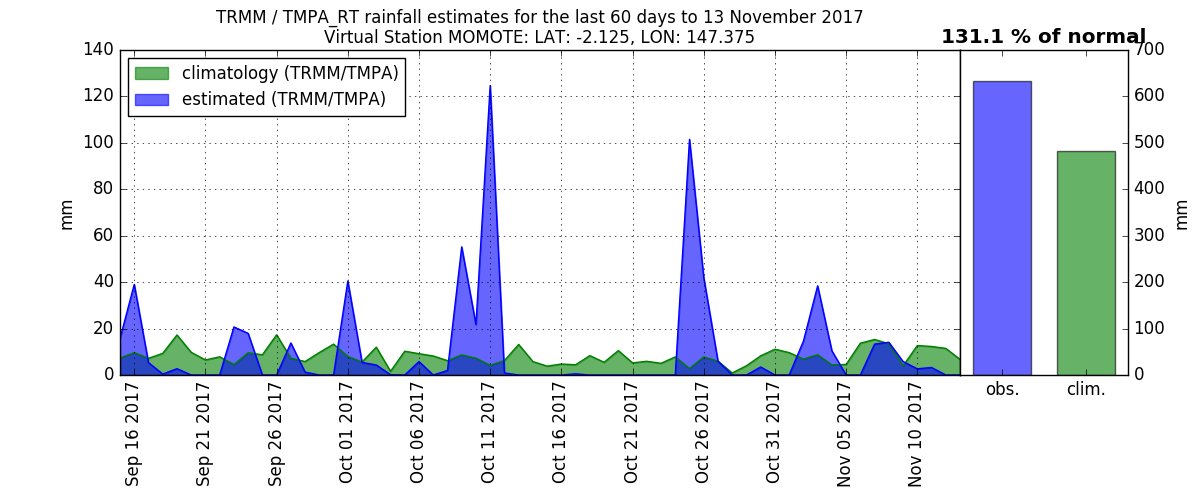 TRMM / TMPA_RT rainfall estimates for the last 60 days to 13 November 2017
Virtual Station MOMOTE: LAT: -2.125, LON: 147.375
131.1 % of normal
climatology (TRMM/TMPA)
estimated (TRMM/TMPA)
mm
140
120
100
80
60
40
20
0
700
600
500
400
300
200
100
0
mm
Sep 16 2017
Sep 21 2017
Sep 26 2017
Oct 01 2017
Oct 06 2017
Oct 11 2017
Oct 16 2017
Oct 21 2017
Oct 26 2017
Oct 31 2017
Nov 05 2017
Nov 10 2017
obs.
clim.